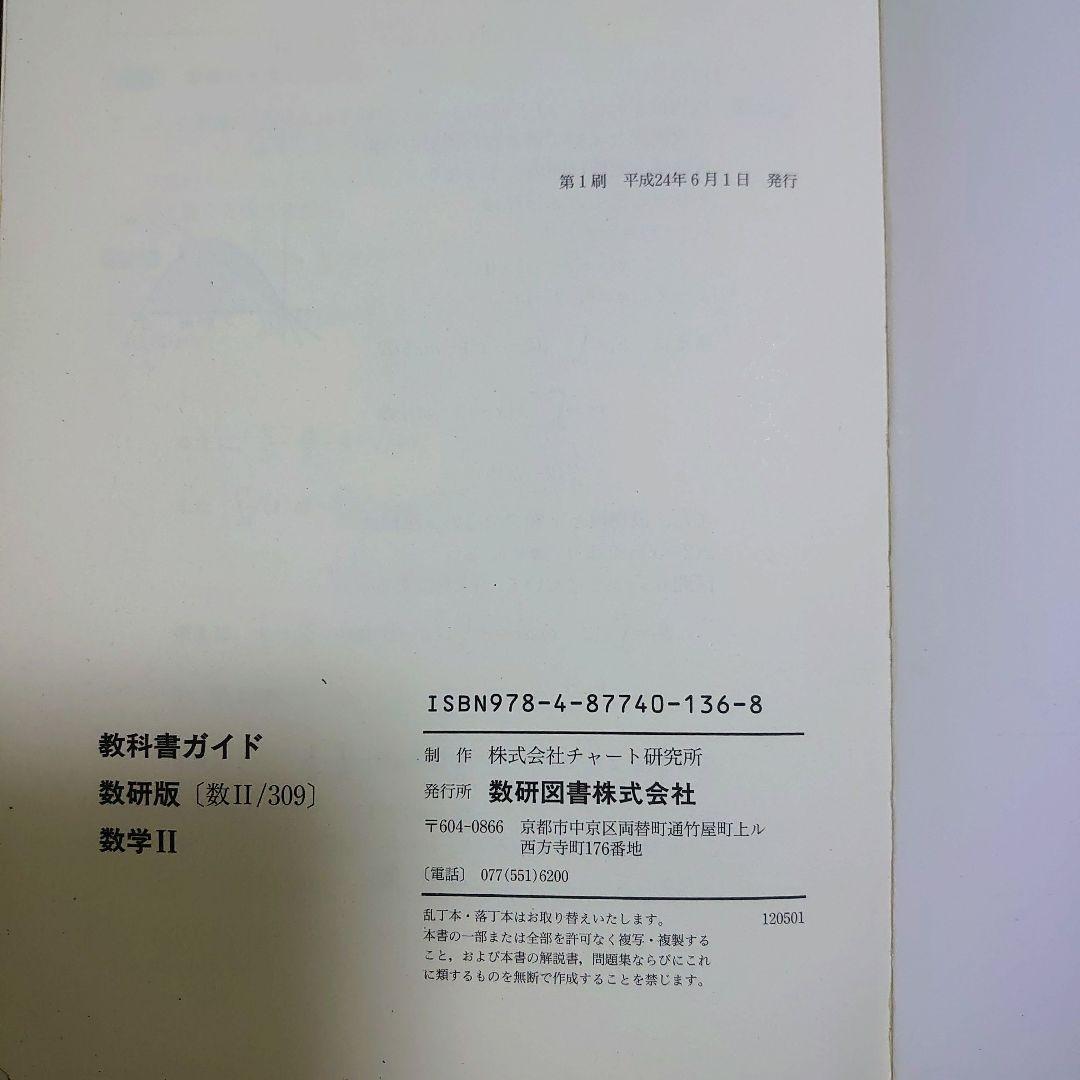 第1刷 平成24年6月1日 発行
ISBN978-4-87740-136-8
教科書ガイド
数研版〔数II/309〕
数学II
制 作 株式会社チャート研究所
発行所 数研図書株式会社
〒604-0866 京都市中京区両替町通竹屋町上ル
西方寺町176番地
〔電話〕 077(551)6200
乱丁本・落丁本はお取り替えいたします。 120501
本書の一部または全部を許可なく複写・複製する
こと，および本書の解説書，問題集ならびにこれ
に類するものを無断で作成することを禁じます。